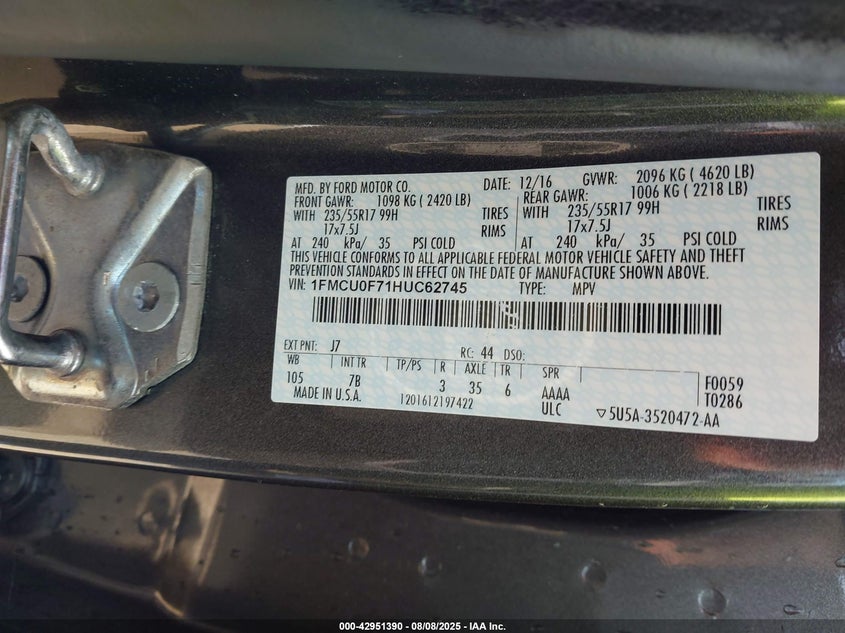 MFD. BY FORD MOTOR CO. DATE: 12/16 GVWR: 2096 KG ( 4620 LB)
FRONT GAWR: 1098 KG ( 2420 LB) REAR GAWR: 1006 KG ( 2218 LB)
WITH 235/55R17 99H TIRES WITH 235/55R17 99H TIRES
17x7.5J RIMS 17x7.5J RIMS
AT 240 kPa/ 35 PSI COLD AT 240 kPa/ 35 PSI COLD
THIS VEHICLE CONFORMS TO ALL APPLICABLE FEDERAL MOTOR VEHICLE SAFETY AND THEFT
PREVENTION STANDARDS IN EFFECT ON THE DATE OF MANUFACTURE SHOWN ABOVE.
VIN: 1FMCU0F71HUC62745 TYPE: MPV
EXT PNT: J7 RC: 44 DSO:
WB INT TR TP/PS R AXLE TR SPR
105 7B 3 35 6 AAAA F0059
MADE IN U.S.A. 1201612197422 ULC ▽5U5A-3520472-AA T0286
000-42951390 - 08/08/2025 - IAA Inc.